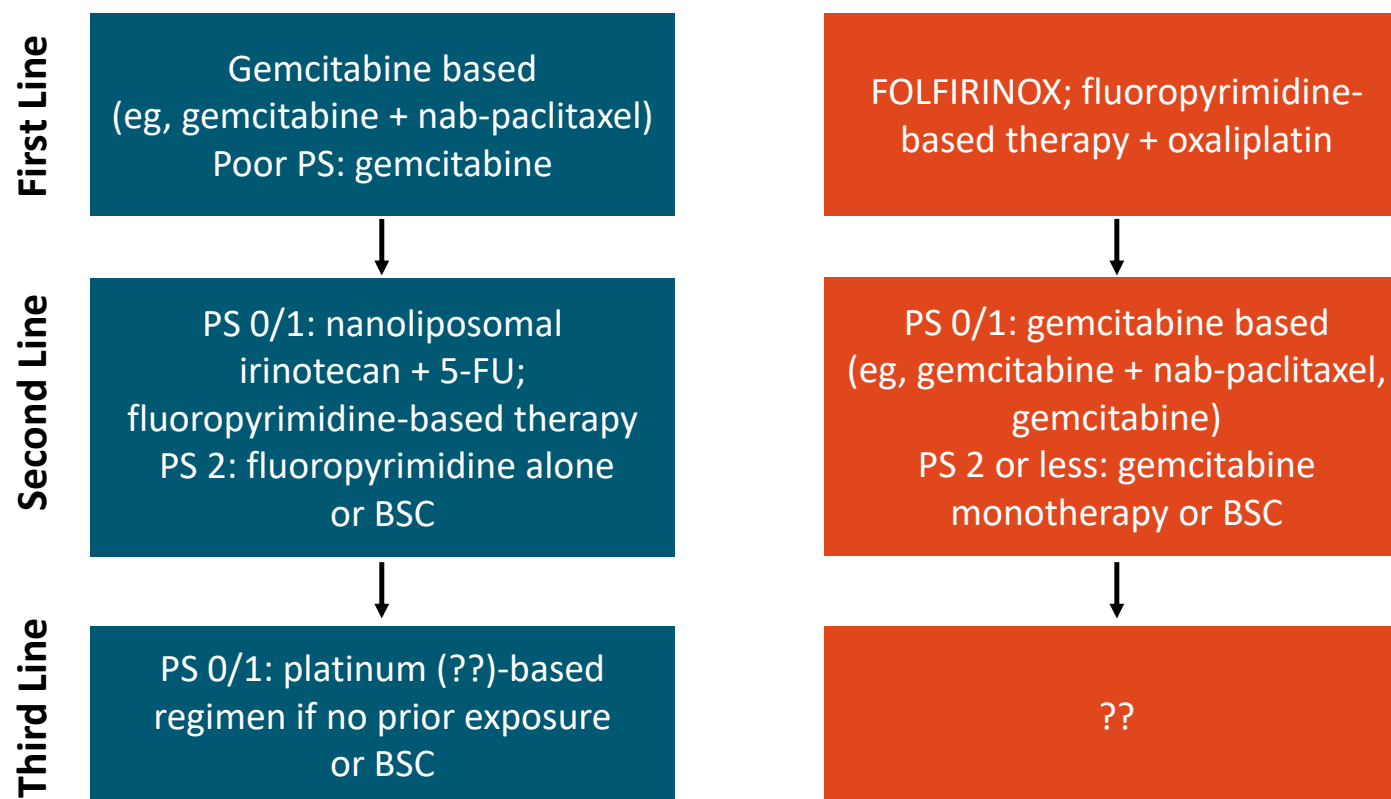 First Line
Gemcitabine based
(eg, gemcitabine + nab-paclitaxel)
Poor PS: gemcitabine
FOLFIRINOX; fluoropyrimidine-
based therapy + oxaliplatin
Second Line
PS 0/1: nanoliposomal
irinotecan + 5-FU;
fluoropyrimidine-based therapy
PS 2: fluoropyrimidine alone
or BSC
PS 0/1: gemcitabine based
(eg, gemcitabine + nab-paclitaxel,
gemcitabine)
PS 2 or less: gemcitabine
monotherapy or BSC
Third Line
PS 0/1: platinum (??)-based
regimen if no prior exposure
or BSC
??